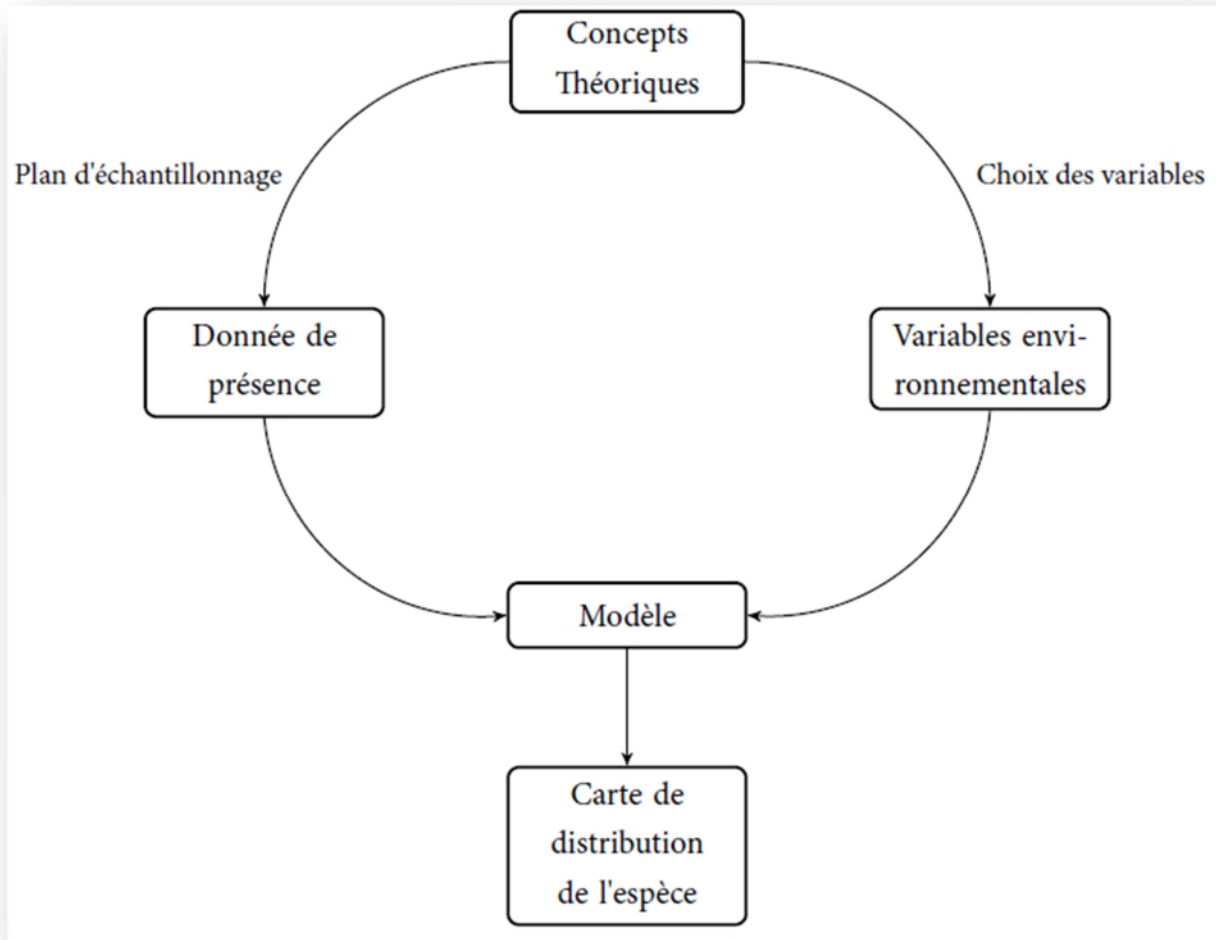 Concepts
Théoriques
Plan d'échantillonnage
Choix des variables
Donnée de
présence
Variables envi-
ronnementales
Modèle
Carte de
distribution
de l'espèce